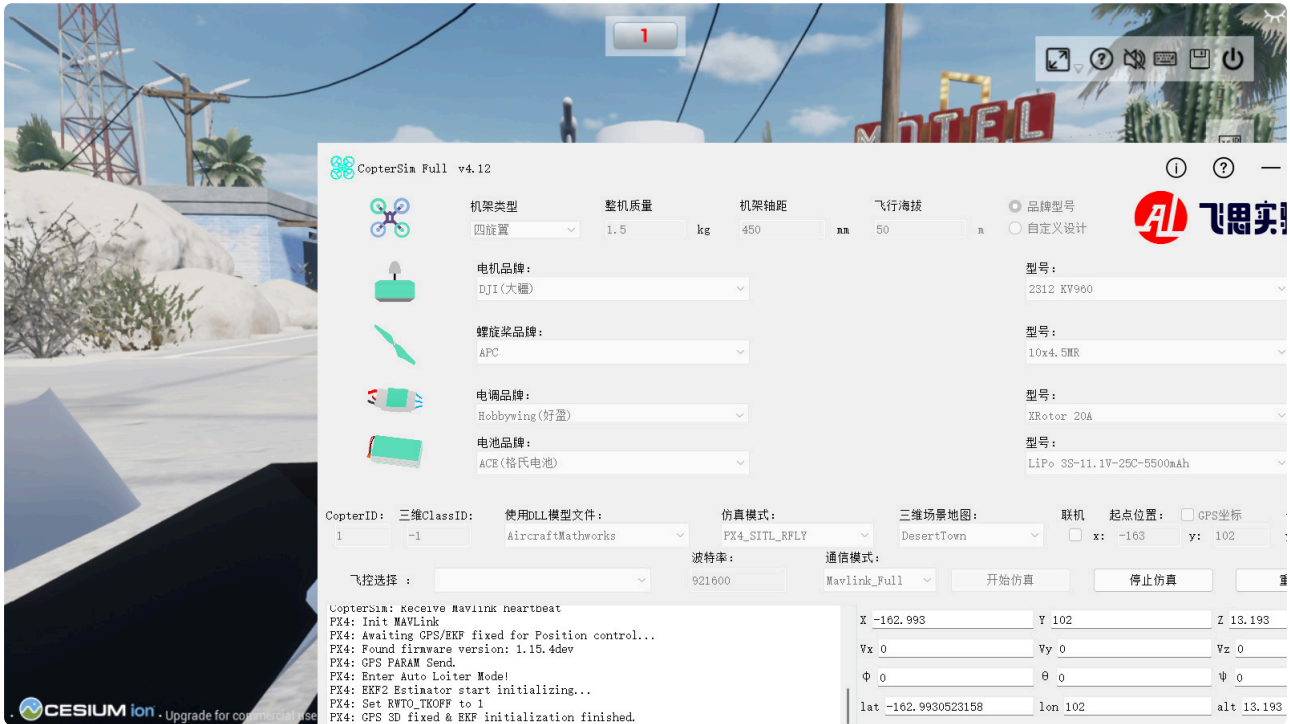 1
MOTEL
CopterSim Full v4.12
机架类型 整机质量 机架轴距 飞行海拔 品牌型号
四旋翼 1.5 kg 450 mm 50 m 自定义设计
飞思实
电机品牌: 型号:
DJI(大疆) 2312 KV960
螺旋桨品牌: 型号:
APC 10x4.5MR
电调品牌: 型号:
Hobbywing(好盈) XRotor 20A
电池品牌: 型号:
ACE(格氏电池) LiPo 3S-11.1V-25C-5500mAh
CopterID: 三维ClassID: 使用DLL模型文件: 仿真模式: 三维场景地图: 联机 起点位置: GPS坐标
1 -1 AircraftMathworks PX4_SITL_RFLY DesertTown x: -163 y: 102
波特率: 通信模式:
飞控选择 : 921600 Mavlink_Full 开始仿真 停止仿真
CopterSim: Receive Mavlink heartbeat
PX4: Init MAVLink
PX4: Awaiting GPS/EKF fixed for Position control...
PX4: Found firmware version: 1.15.4dev
PX4: GPS PARAM Send.
PX4: Enter Auto Loiter Mode!
PX4: EKF2 Estimator start initializing...
PX4: Set RWTO_TKOFF to 1
PX4: GPS 3D fixed & EKF initialization finished.
X -162.993 Y 102 Z 13.193
Vx 0 Vy 0 Vz 0
Φ 0 θ 0 ψ 0
lat -162.9930523158 lon 102 alt 13.193
CESIUM ion. Upgrade for commercial use